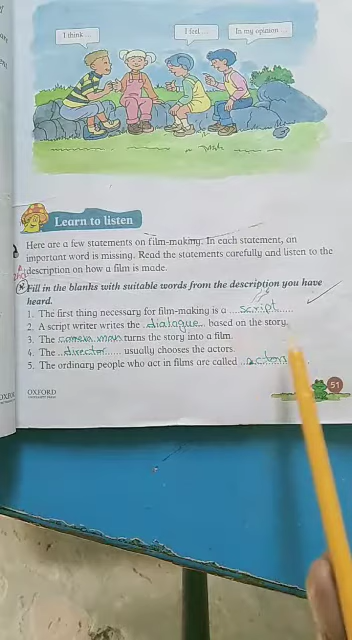 I think ...
I feel ...
In my opinion ...
Learn to listen
Here are a few statements on film-making. In each statement, an
important word is missing. Read the statements carefully and listen to the
description on how a film is made.
Fill in the blanks with suitable words from the description you have
heard.
1. The first thing necessary for film-making is a ...script......
2. A script writer writes the ..dialogue... based on the story.
3. The camera man turns the story into a film.
4. The ..director..... usually chooses the actors.
5. The ordinary people who act in films are called ..actors....
OXFORD
51